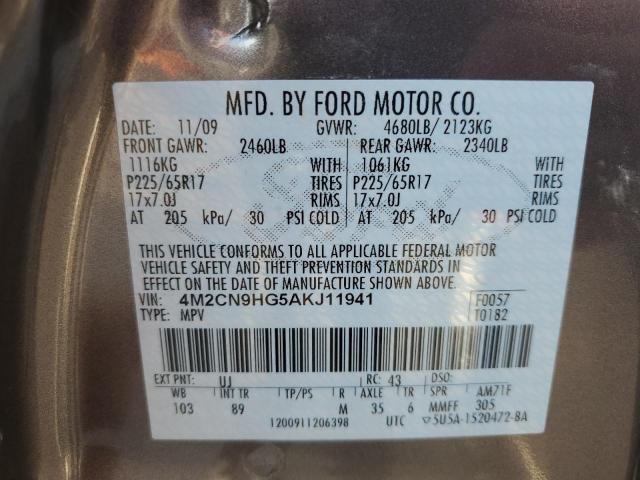 MFD. BY FORD MOTOR CO.
DATE: 11/09 GVWR: 4680LB/ 2123KG
FRONT GAWR: 2460LB REAR GAWR: 2340LB
1116KG WITH 1061KG WITH
P225/65R17 TIRES P225/65R17 TIRES
17x7.0J RIMS 17x7.0J RIMS
AT 205 kPa/ 30 PSI COLD AT 205 kPa/ 30 PSI COLD
THIS VEHICLE CONFORMS TO ALL APPLICABLE FEDERAL MOTOR
VEHICLE SAFETY AND THEFT PREVENTION STANDARDS IN
EFFECT ON THE DATE OF MANUFACTURE SHOWN ABOVE.
VIN: 4M2CN9HG5AKJ11941 F0057
TYPE: MPV T0182
EXT PNT: UJ RC: 43 DSO:
WB INT TR TP/PS R AXLE TR SPR AM71F
103 89 M 35 6 MMFF 305
1200911206398 UTC ▽5U5A-1520472-BA